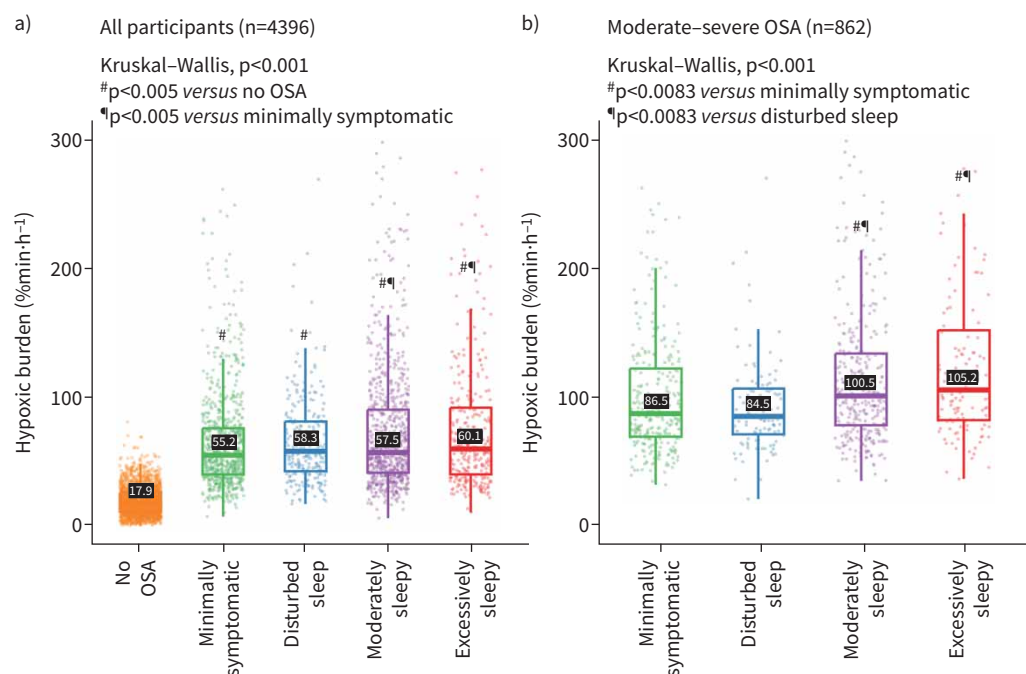 a)
All participants (n=4396)
Kruskal–Wallis, p<0.001
#p<0.005 versus no OSA
¶p<0.005 versus minimally symptomatic
Hypoxic burden (%min·h−1)
300
200
100
0
#
#
#¶
#¶
17.9
55.2
58.3
57.5
60.1
No
OSA
Minimally
symptomatic
Disturbed
sleep
Moderately
sleepy
Excessively
sleepy
b)
Moderate–severe OSA (n=862)
Kruskal–Wallis, p<0.001
#p<0.0083 versus minimally symptomatic
¶p<0.0083 versus disturbed sleep
Hypoxic burden (%min·h−1)
300
200
100
0
#¶
#¶
86.5
84.5
100.5
105.2
Minimally
symptomatic
Disturbed
sleep
Moderately
sleepy
Excessively
sleepy